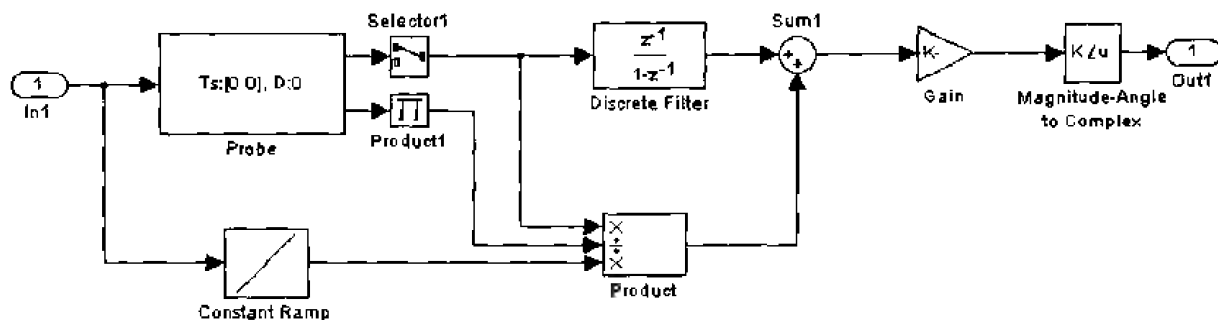 Selector1
Sum1
1
In1
Ts:[0 0], D:0
Probe
Product1
z-1
1-z-1
Discrete Filter
+
+
K-
Gain
K∠u
Magnitude-Angle
to Complex
1
Out1
Constant Ramp
×
÷
×
Product